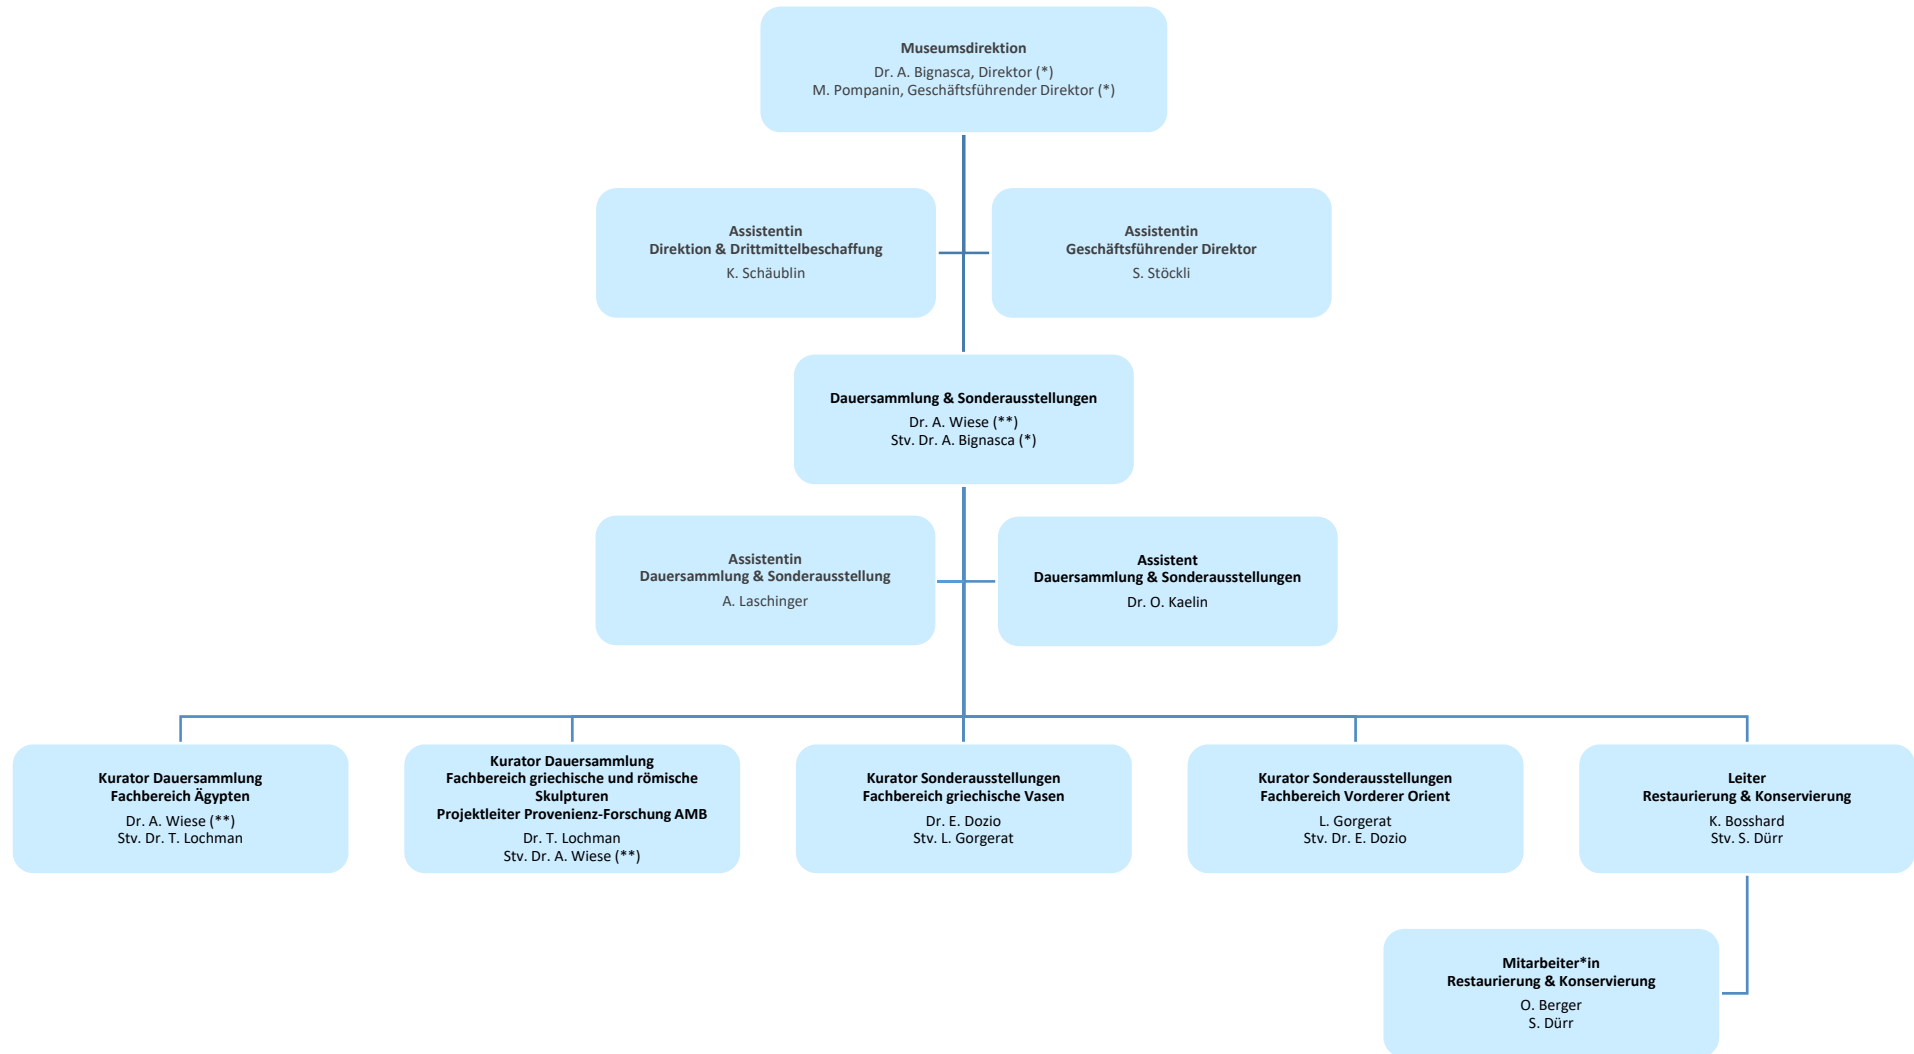 Museumsdirektion
Dr. A. Bignasca, Direktor (*)
M. Pompanin, Geschäftsführender Direktor (*)
Assistentin
Direktion & Drittmittelbeschaffung
K. Schäublin
Assistentin
Geschäftsführender Direktor
S. Stöckli
Dauersammlung & Sonderausstellungen
Dr. A. Wiese (**)
Stv. Dr. A. Bignasca (*)
Assistentin
Dauersammlung & Sonderausstellung
A. Laschinger
Assistent
Dauersammlung & Sonderausstellungen
Dr. O. Kaelin
Kurator Dauersammlung
Fachbereich Ägypten
Dr. A. Wiese (**)
Stv. Dr. T. Lochman
Kurator Dauersammlung
Fachbereich griechische und römische
Skulpturen
Projektleiter Provenienz-Forschung AMB
Dr. T. Lochman
Stv. Dr. A. Wiese (**)
Kurator Sonderausstellungen
Fachbereich griechische Vasen
Dr. E. Dozio
Stv. L. Gorgerat
Kurator Sonderausstellungen
Fachbereich Vorderer Orient
L. Gorgerat
Stv. Dr. E. Dozio
Leiter
Restaurierung & Konservierung
K. Bosshard
Stv. S. Dürr
Mitarbeiter*in
Restaurierung & Konservierung
O. Berger
S. Dürr